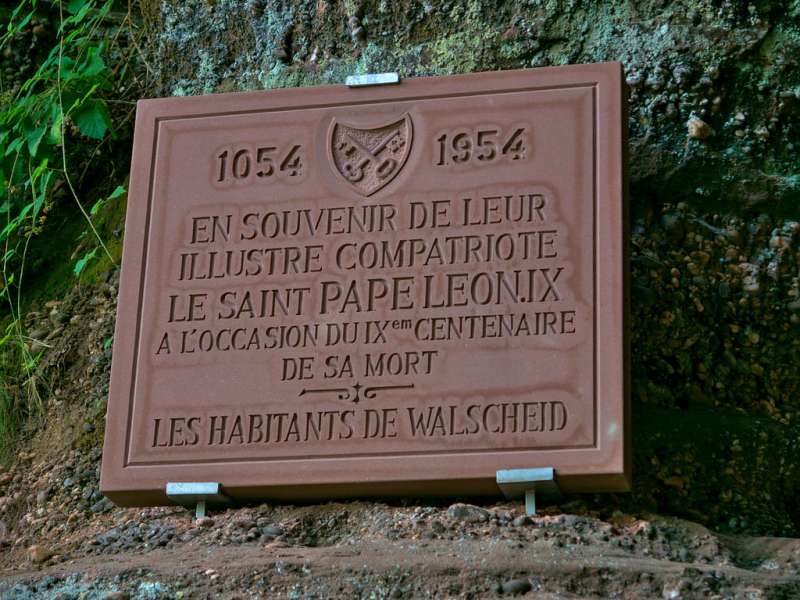 1054 1954
EN SOUVENIR DE LEUR
ILLUSTRE COMPATRIOTE
LE SAINT PAPE LEON.IX
A L'OCCASION DU IXem CENTENAIRE
DE SA MORT
LES HABITANTS DE WALSCHEID